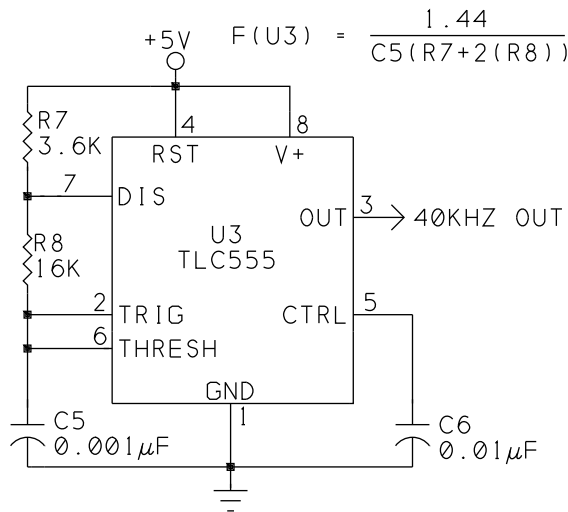 +5V
F(U3) = 1.44
C5(R7+2(R8))
4
8
R7
3.6K
RST
V+
7
DIS
OUT
3
40KHZ OUT
U3
TLC555
R8
16K
2
TRIG
CTRL
5
6
THRESH
GND
1
C5
0.001µF
C6
0.01µF